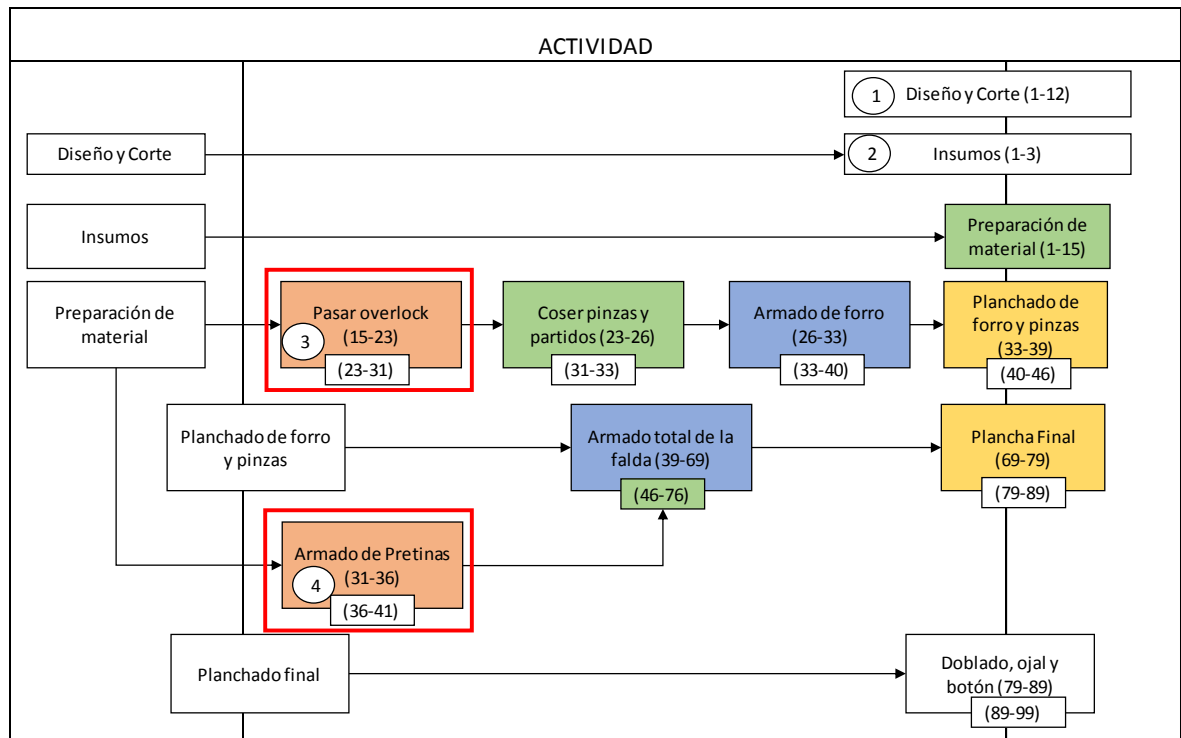 ACTIVIDAD
1
Diseño y Corte (1-12)
Diseño y Corte
2
Insumos (1-3)
Insumos
Preparación de
material (1-15)
Preparación de
material
Pasar overlock
(15-23)
3
(23-31)
Coser pinzas y
partidos (23-26)
(31-33)
Armado de forro
(26-33)
(33-40)
Planchado de
forro y pinzas
(33-39)
(40-46)
Planchado de forro
y pinzas
Armado total de la
falda (39-69)
(46-76)
Plancha Final
(69-79)
(79-89)
Armado de Pretinas
(31-36)
4
(36-41)
Planchado final
Doblado, ojal y
botón (79-89)
(89-99)